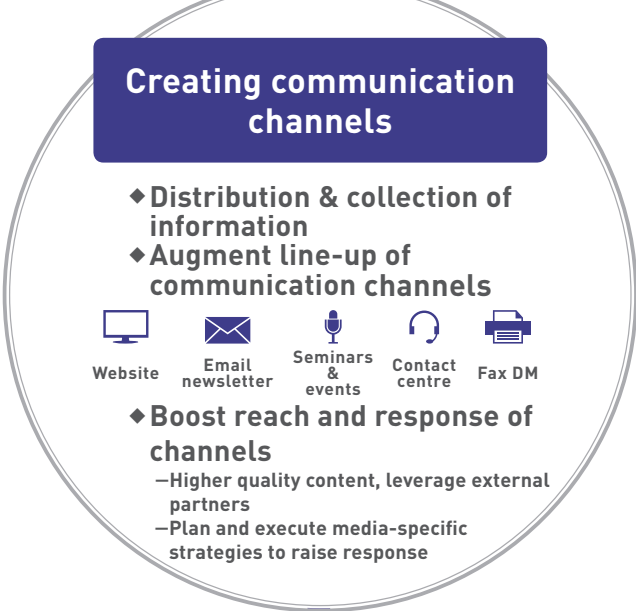 Creating communication
channels
◆Distribution & collection of
information
◆Augment line-up of
communication channels
Website
Email
newsletter
Seminars
&
events
Contact
centre
Fax DM
◆Boost reach and response of
channels
—Higher quality content, leverage external
partners
—Plan and execute media-specific
strategies to raise response